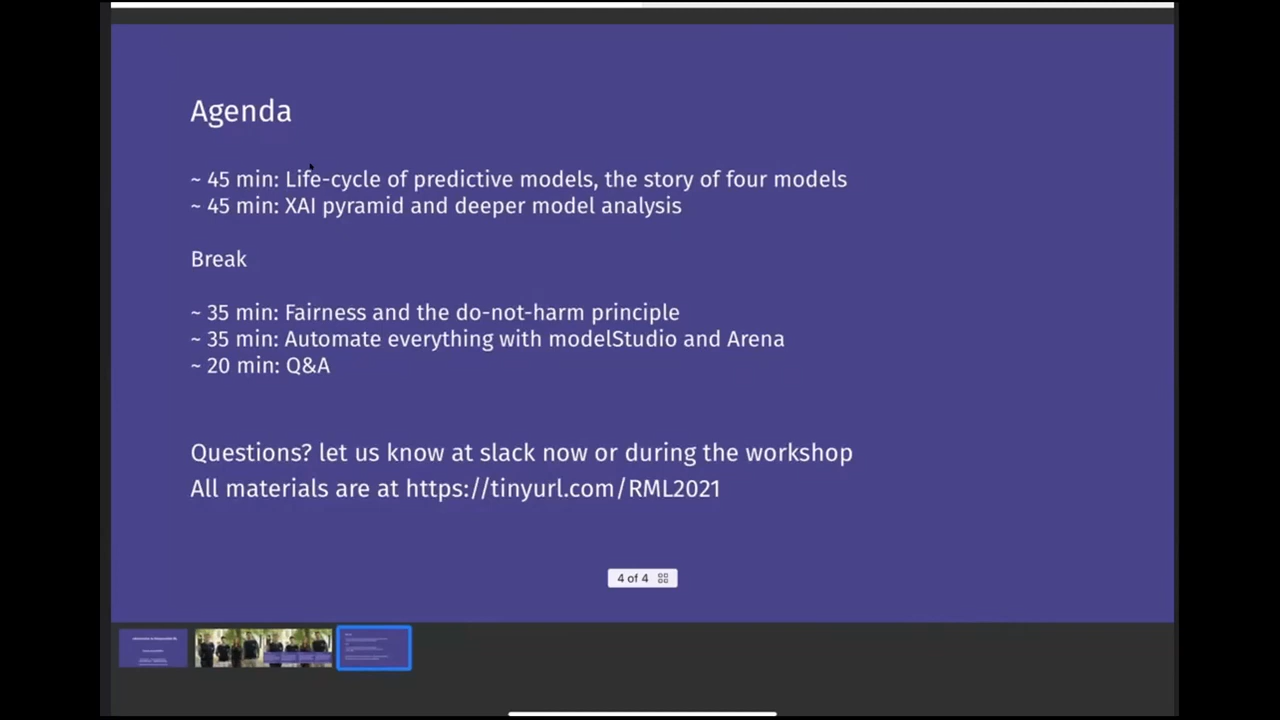 Agenda
~ 45 min: Life-cycle of predictive models, the story of four models
~ 45 min: XAI pyramid and deeper model analysis
Break
~ 35 min: Fairness and the do-not-harm principle
~ 35 min: Automate everything with modelStudio and Arena
~ 20 min: Q&A
Questions? let us know at slack now or during the workshop
All materials are at https://tinyurl.com/RML2021
4 of 4